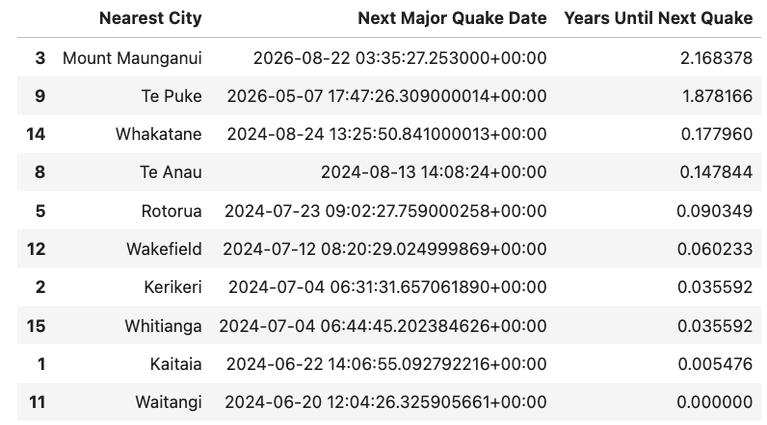 Nearest City Next Major Quake Date Years Until Next Quake
3 Mount Maunganui 2026-08-22 03:35:27.253000+00:00 2.168378
9 Te Puke 2026-05-07 17:47:26.309000014+00:00 1.878166
14 Whakatane 2024-08-24 13:25:50.841000013+00:00 0.177960
8 Te Anau 2024-08-13 14:08:24+00:00 0.147844
5 Rotorua 2024-07-23 09:02:27.759000258+00:00 0.090349
12 Wakefield 2024-07-12 08:20:29.024999869+00:00 0.060233
2 Kerikeri 2024-07-04 06:31:31.657061890+00:00 0.035592
15 Whitianga 2024-07-04 06:44:45.202384626+00:00 0.035592
1 Kaitaia 2024-06-22 14:06:55.092792216+00:00 0.005476
11 Waitangi 2024-06-20 12:04:26.325905661+00:00 0.000000